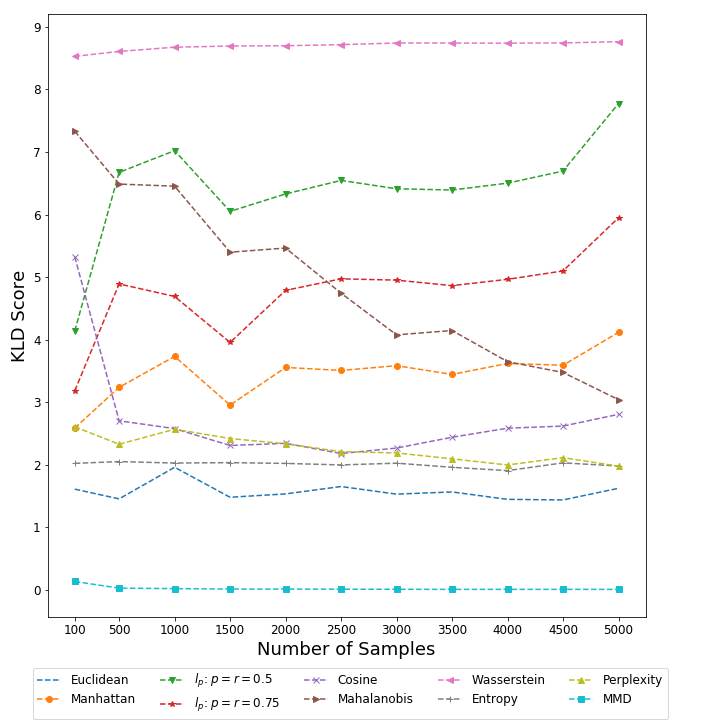 9
8
7
6
5
4
3
2
1
0
KLD Score
100 500 1000 1500 2000 2500 3000 3500 4000 4500 5000
Number of Samples
Euclidean l_p: p = r = 0.5 Cosine Wasserstein Perplexity
Manhattan l_p: p = r = 0.75 Mahalanobis Entropy MMD